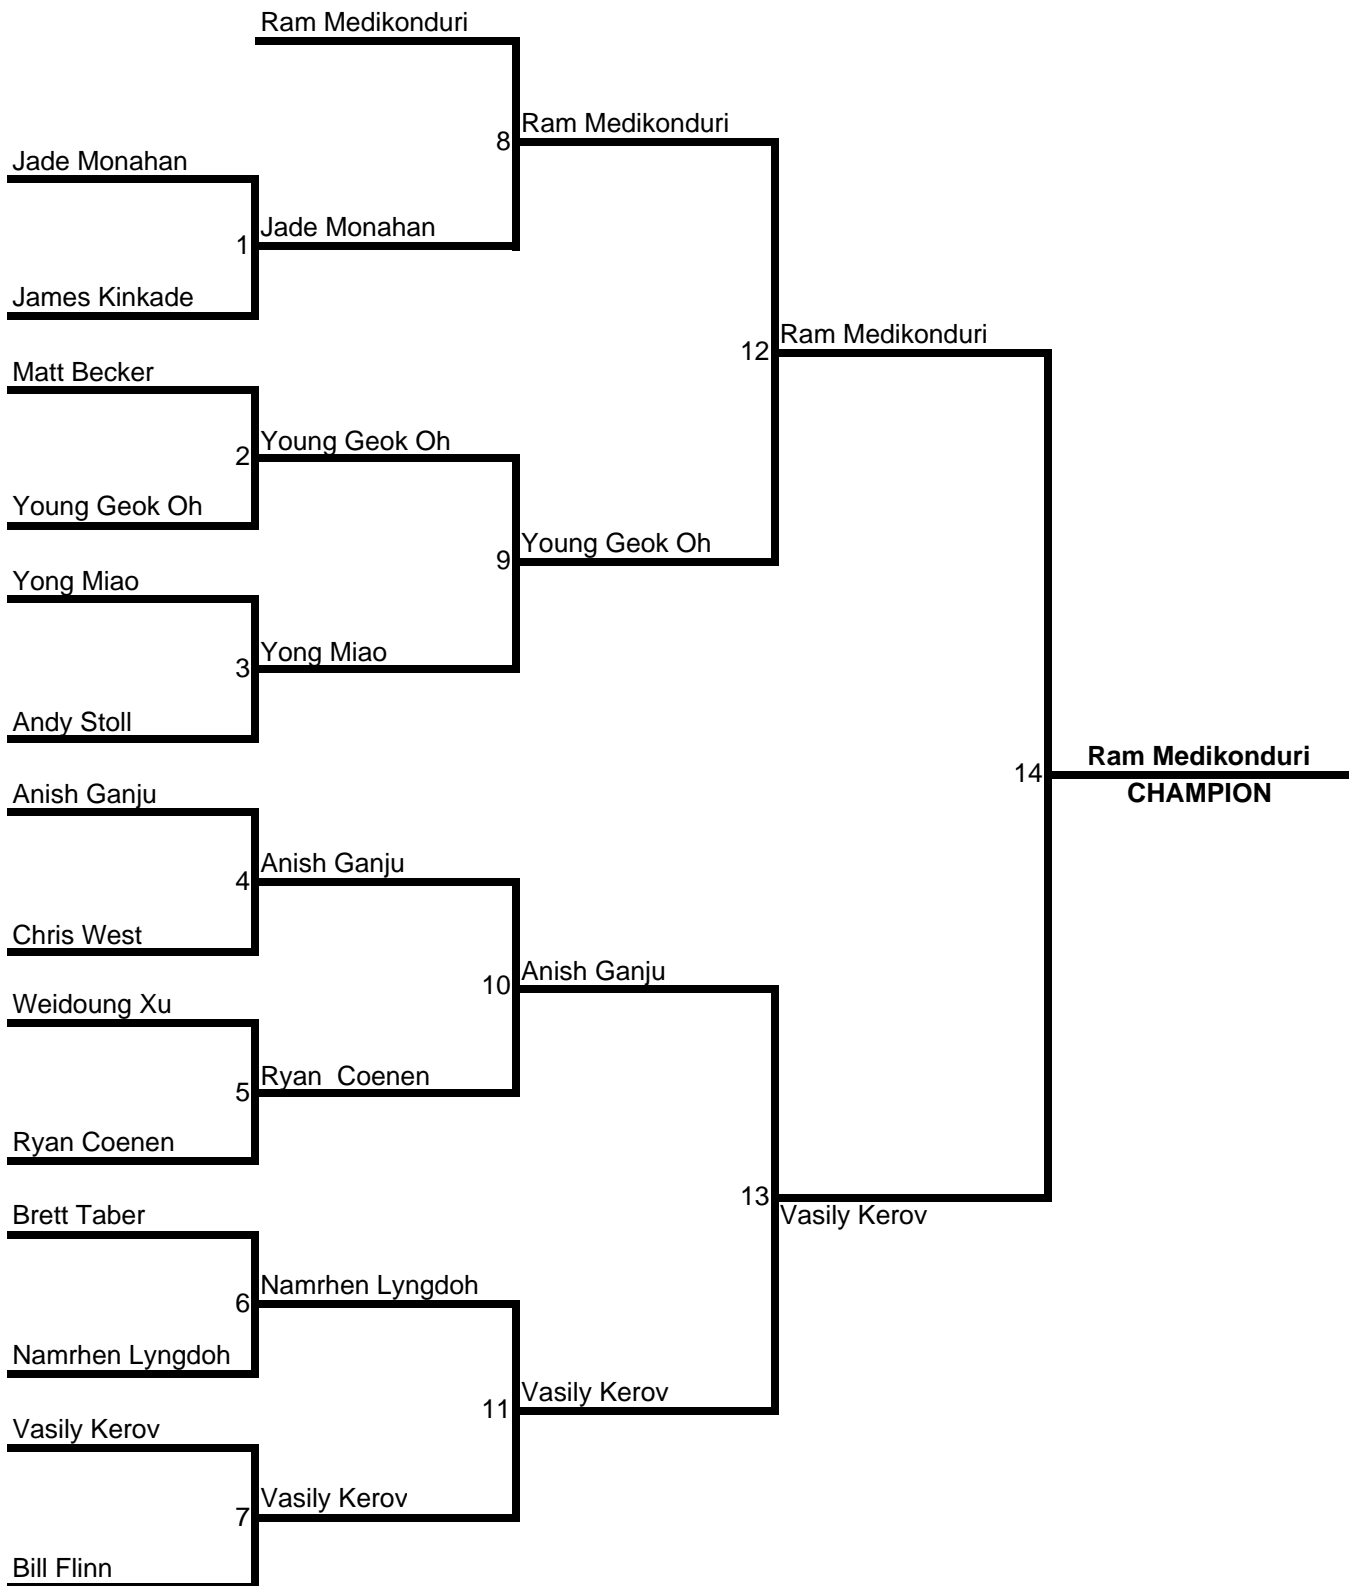 Ram Medikonduri
8 Ram Medikonduri
Jade Monahan
1 Jade Monahan
James Kinkade
12 Ram Medikonduri
Matt Becker
2 Young Geok Oh
Young Geok Oh
9 Young Geok Oh
Yong Miao
3 Yong Miao
Andy Stoll
14 Ram Medikonduri
CHAMPION
Anish Ganju
4 Anish Ganju
Chris West
10 Anish Ganju
Weidoung Xu
5 Ryan  Coenen
Ryan Coenen
13 Vasily Kerov
Brett Taber
6 Namrhen Lyngdoh
Namrhen Lyngdoh
11 Vasily Kerov
Vasily Kerov
7 Vasily Kerov
Bill Flinn